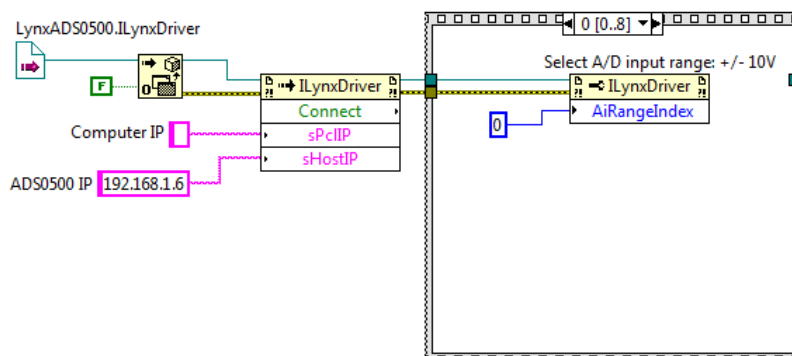 LynxADS0500.ILynxDriver
0 [0..8]
Select A/D input range: +/- 10V
F
ILynxDriver
ILynxDriver
Connect
AiRangeIndex
Computer IP
sPclIP
0
ADS0500 IP
192.168.1.6
sHostIP